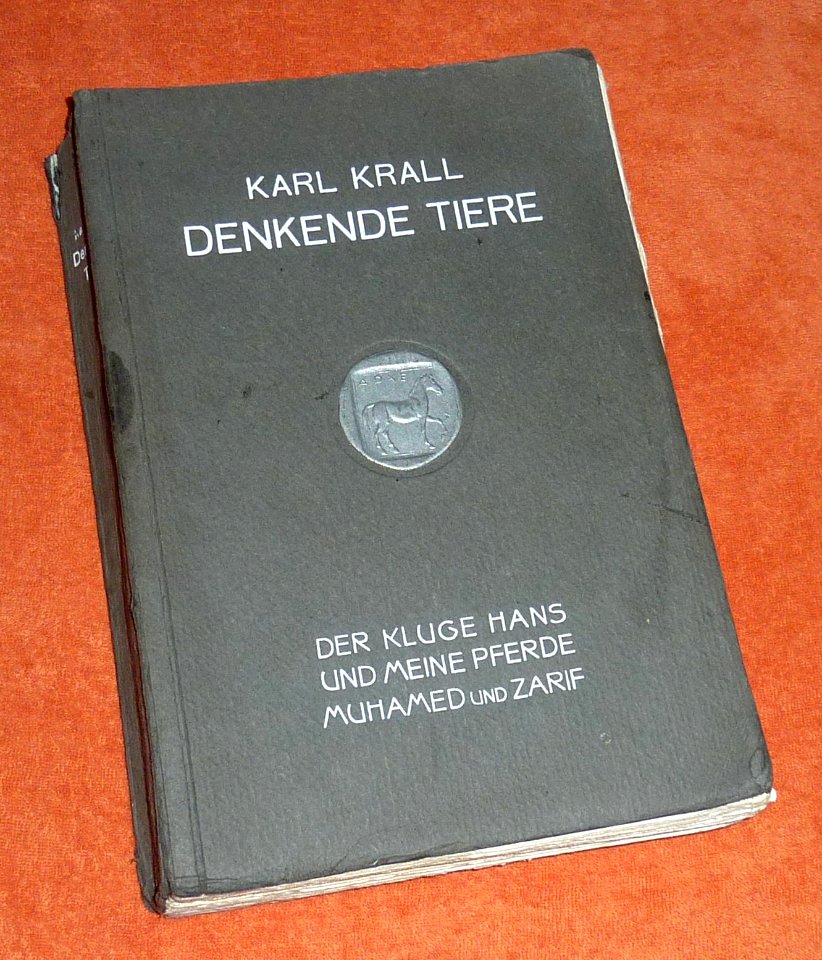 KARL KRALL
DENKENDE TIERE
DER KLUGE HANS
UND MEINE PFERDE
MUHAMED UND ZARIF